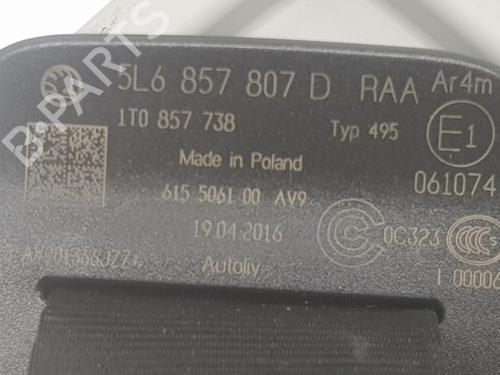 5L6 857 807 D RAA Ar4m
1T0 857 738 Typ 495 E1
Made in Poland 061074
615 5061 00 AV9
19.04.2016 0C323
Autoliv I 00006
B-PARTS